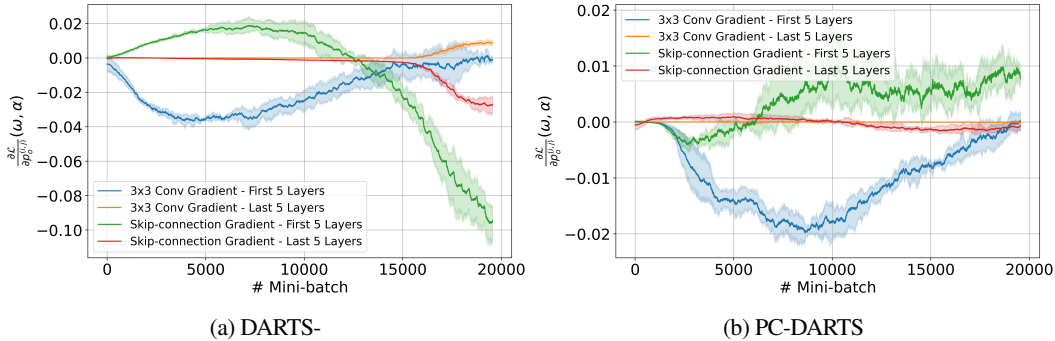 0.02
0.00
−0.02
−0.04
−0.06
−0.08
−0.10
∂ℒ/∂p_o^(i,j) (ω, α)
3x3 Conv Gradient - First 5 Layers
3x3 Conv Gradient - Last 5 Layers
Skip-connection Gradient - First 5 Layers
Skip-connection Gradient - Last 5 Layers
0 5000 10000 15000 20000
# Mini-batch
(a) DARTS-
3x3 Conv Gradient - First 5 Layers
3x3 Conv Gradient - Last 5 Layers
Skip-connection Gradient - First 5 Layers
Skip-connection Gradient - Last 5 Layers
0.01
0.00
−0.01
−0.02
∂ℒ/∂p_o^(i,j) (ω, α)
0 5000 10000 15000 20000
# Mini-batch
(b) PC-DARTS